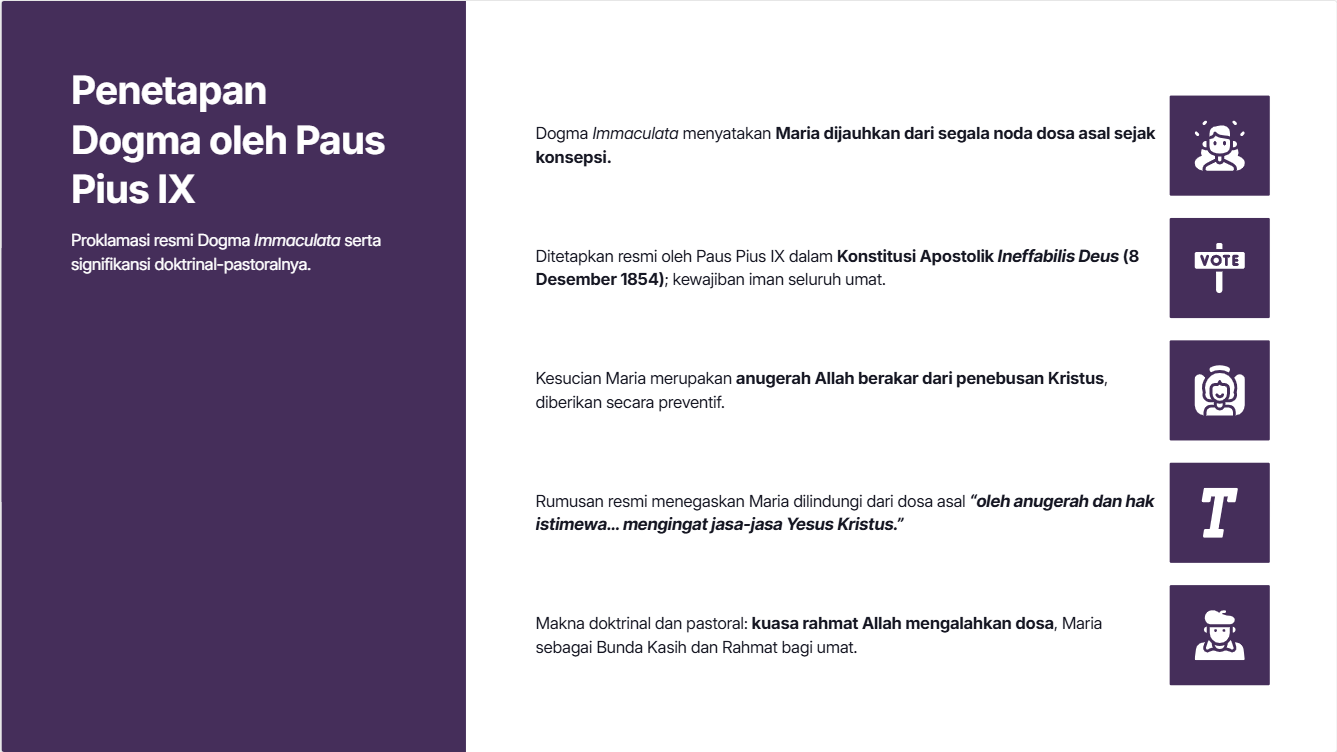 Penetapan
Dogma oleh Paus
Pius IX
Proklamasi resmi Dogma Immaculata serta
signifikansi doktrinal-pastoralnya.
Dogma Immaculata menyatakan Maria dijauhkan dari segala noda dosa asal sejak
konsepsi.
Ditetapkan resmi oleh Paus Pius IX dalam Konstitusi Apostolik Ineffabilis Deus (8
Desember 1854); kewajiban iman seluruh umat.
VOTE
Kesucian Maria merupakan anugerah Allah berakar dari penebusan Kristus,
diberikan secara preventif.
Rumusan resmi menegaskan Maria dilindungi dari dosa asal “oleh anugerah dan hak
istimewa... mengingat jasa-jasa Yesus Kristus.”
T
Makna doktrinal dan pastoral: kuasa rahmat Allah mengalahkan dosa, Maria
sebagai Bunda Kasih dan Rahmat bagi umat.